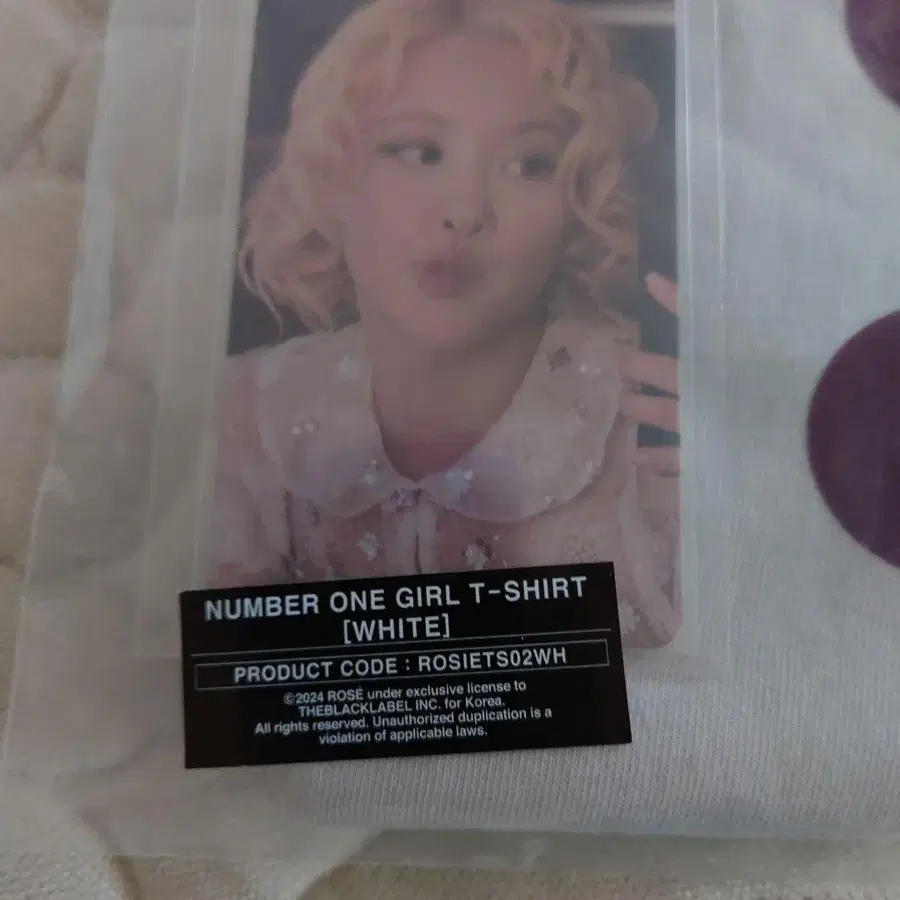 NUMBER ONE GIRL T-SHIRT
[WHITE]
PRODUCT CODE : ROSIETS02WH
©2024 ROSÉ under exclusive license to
THEBLACKLABEL INC. for Korea.
All rights reserved. Unauthorized duplication is a
violation of applicable laws.